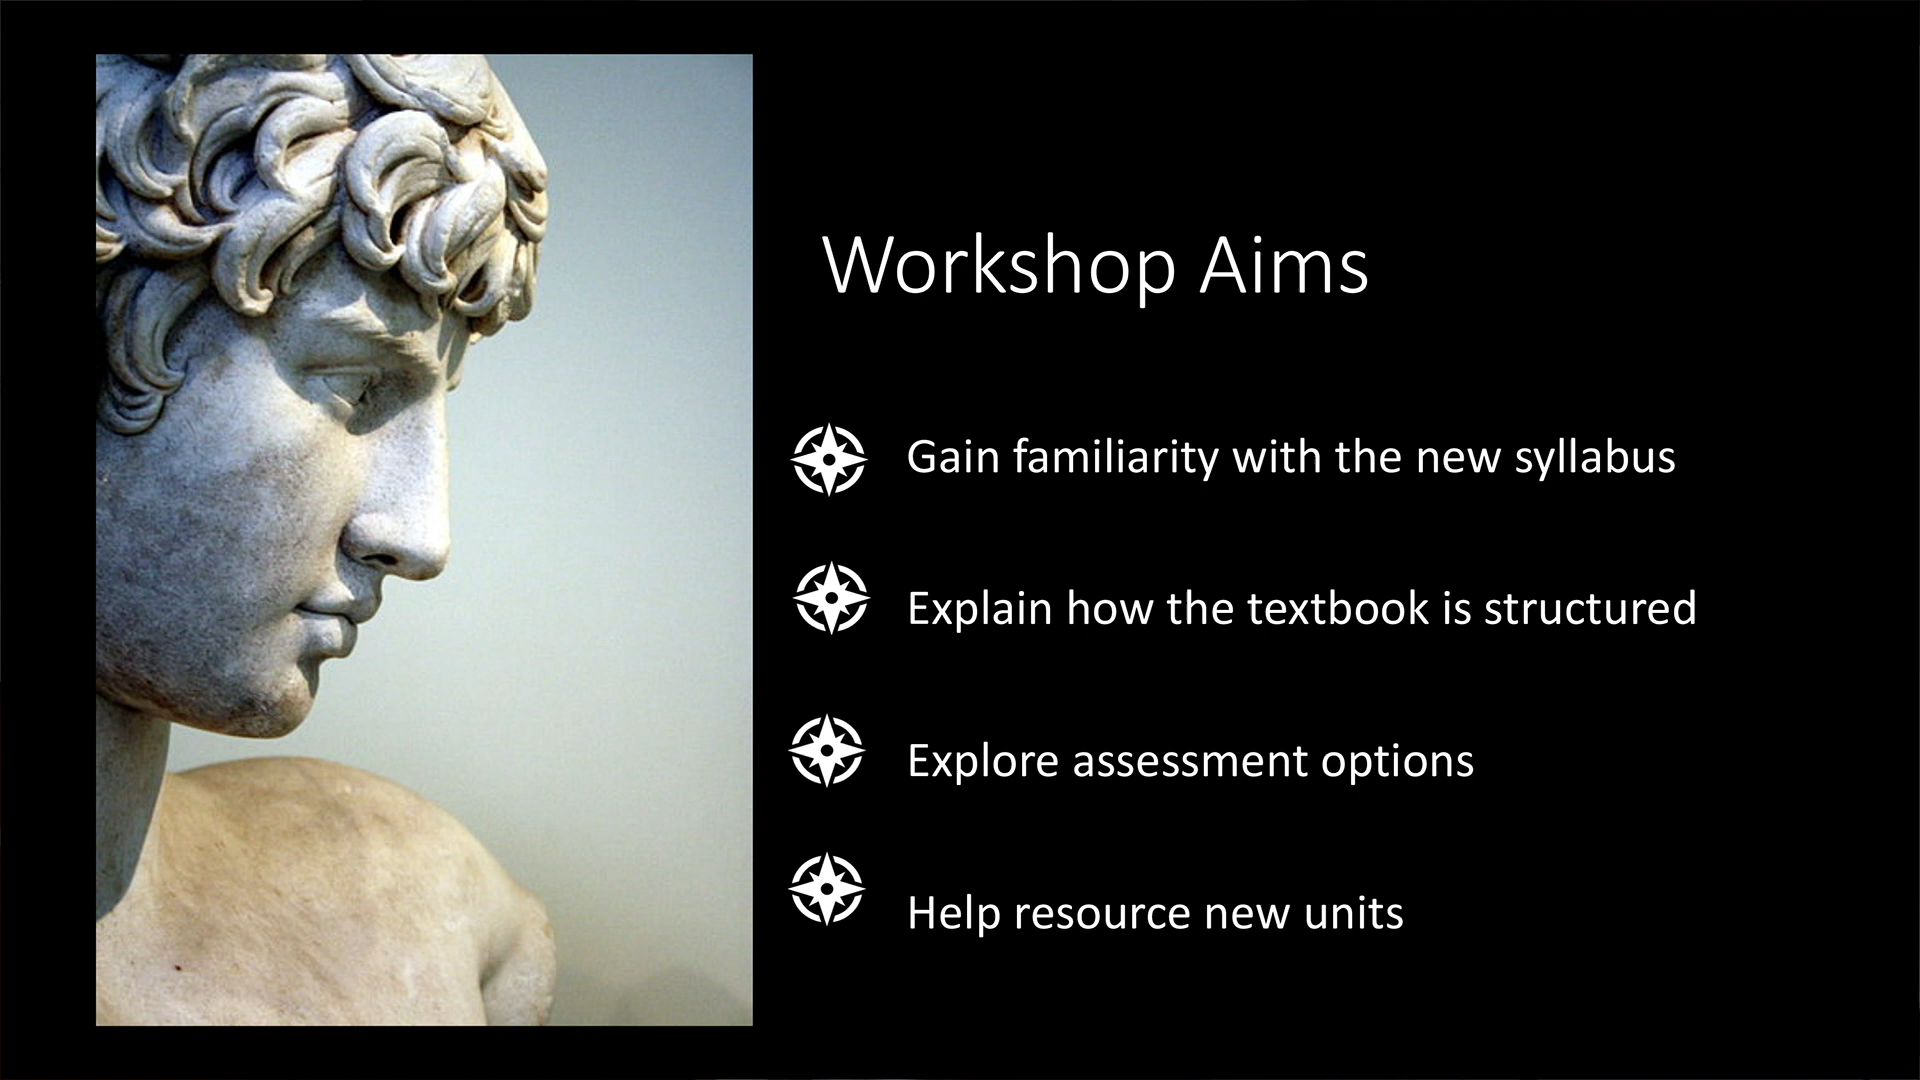 Workshop Aims
Gain familiarity with the new syllabus
Explain how the textbook is structured
Explore assessment options
Help resource new units